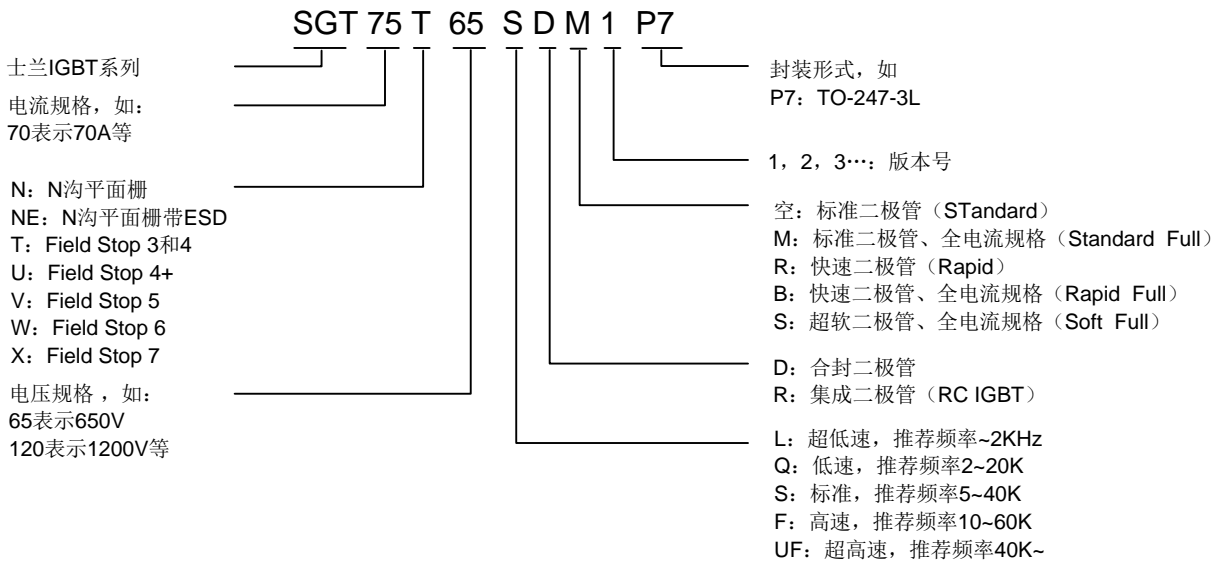 SGT 75 T 65 S D M 1 P7
士兰IGBT系列
电流规格，如：
70表示70A等
N：N沟平面栅
NE：N沟平面栅带ESD
T：Field Stop 3和4
U：Field Stop 4+
V：Field Stop 5
W：Field Stop 6
X：Field Stop 7
电压规格 ，如：
65表示650V
120表示1200V等
封装形式，如
P7：TO-247-3L
1，2，3…：版本号
空：标准二极管（STandard）
M：标准二极管、全电流规格（Standard Full）
R：快速二极管（Rapid）
B：快速二极管、全电流规格（Rapid Full）
S：超软二极管、全电流规格（Soft Full）
D：合封二极管
R：集成二极管（RC IGBT）
L：超低速，推荐频率~2KHz
Q：低速，推荐频率2~20K
S：标准，推荐频率5~40K
F：高速，推荐频率10~60K
UF：超高速，推荐频率40K~